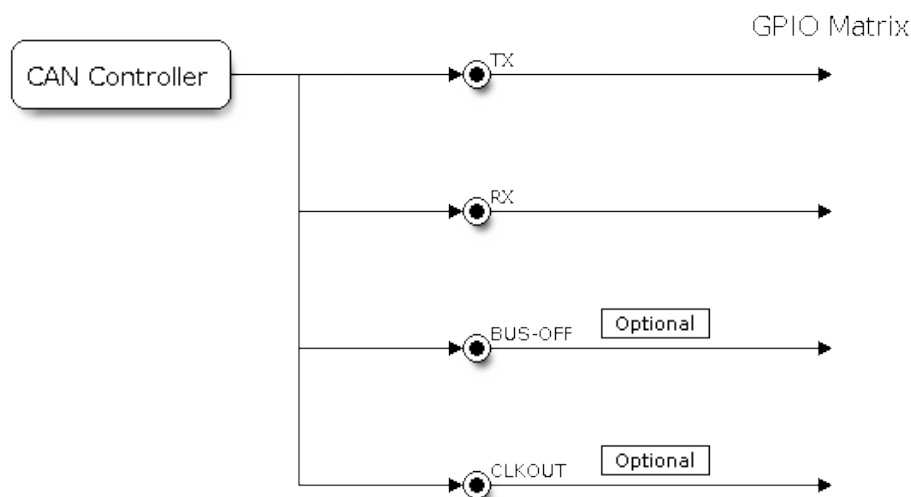 GPIO Matrix
CAN Controller
TX
RX
BUS-OFF
Optional
CLKOUT
Optional